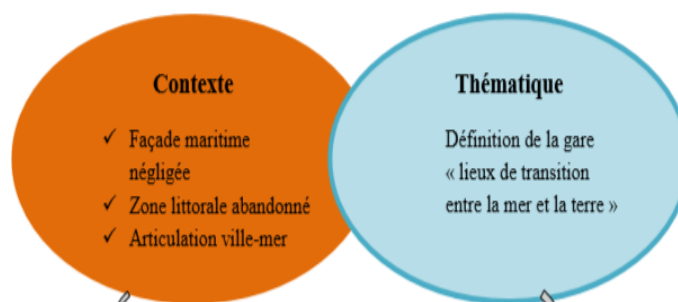 Contexte
✓ Façade maritime
négligée
✓ Zone littorale abandonné
✓ Articulation ville-mer
Thématique
Définition de la gare
« lieux de transition
entre la mer et la terre »